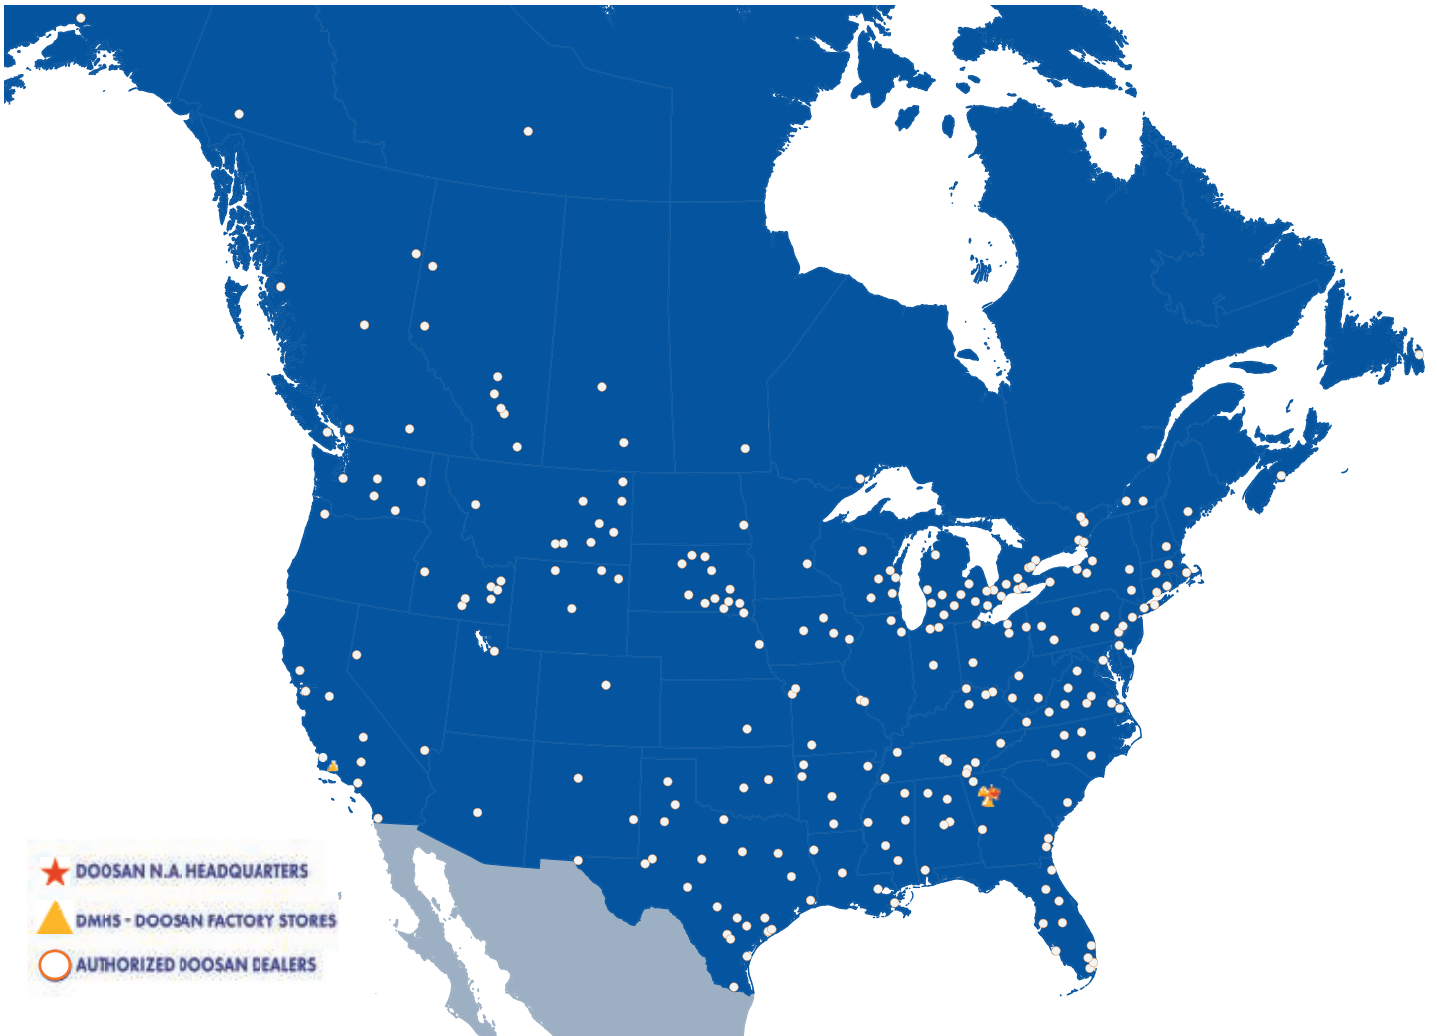 DOOSAN N.A. HEADQUARTERS
DMHS - DOOSAN FACTORY STORES
AUTHORIZED DOOSAN DEALERS